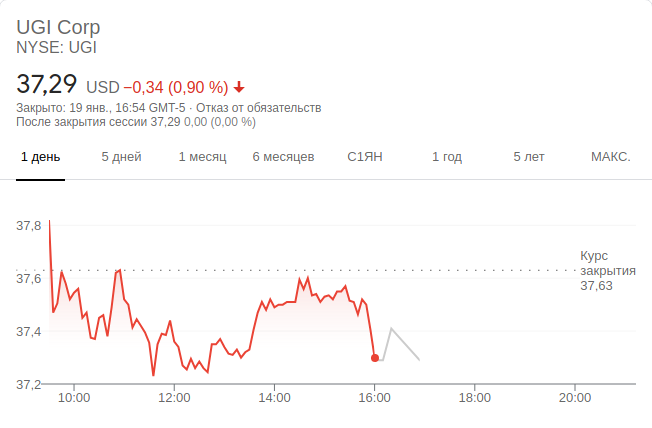 UGI Corp
NYSE: UGI
37,29 USD −0,34 (0,90 %)
Закрыто: 19 янв., 16:54 GMT-5 · Отказ от обязательств
После закрытия сессии 37,29 0,00 (0,00 %)
1 день 5 дней 1 месяц 6 месяцев С1ЯН 1 год 5 лет МАКС.
37,8
Курс
закрытия
37,63
37,6
37,4
37,2
10:00 12:00 14:00 16:00 18:00 20:00